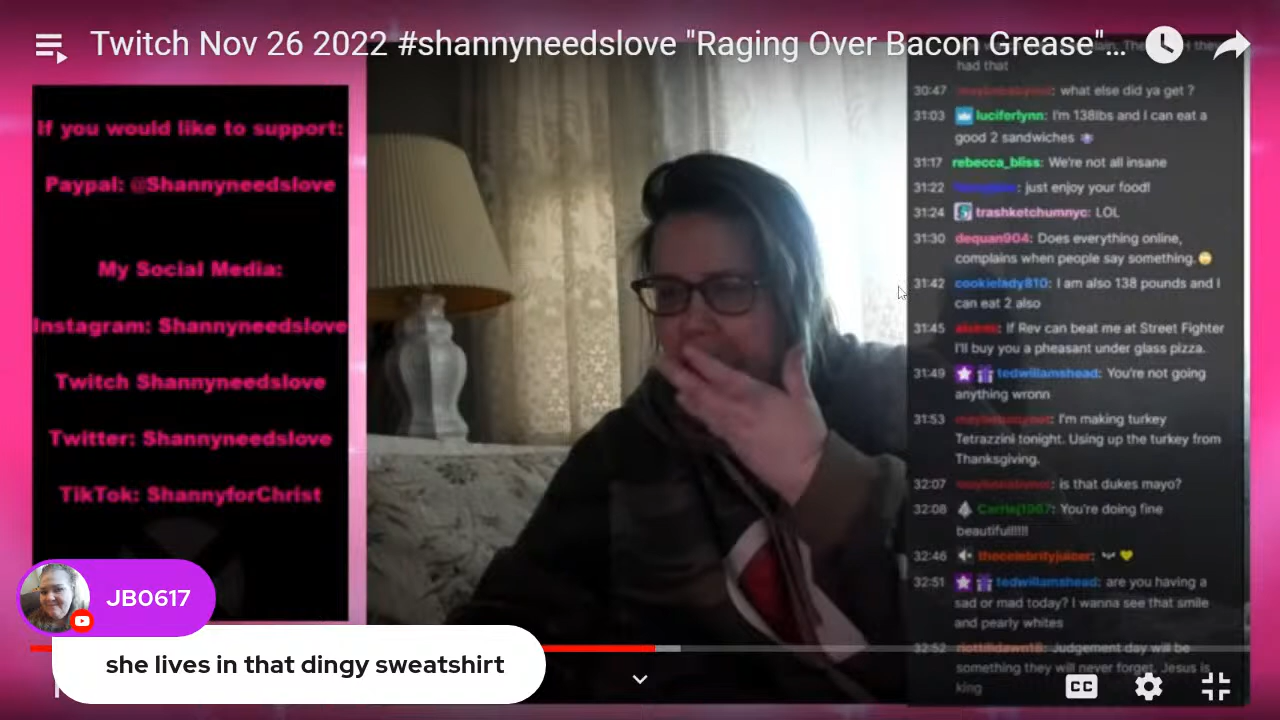 Twitch Nov 26 2022 #shannyneedslove "Raging Over Bacon Grease"…
If you would like to support:
Paypal: @Shannyneedslove
My Social Media:
Instagram: Shannyneedslove
Twitch Shannyneedslove
Twitter: Shannyneedslove
TikTok: ShannyforChrist
had that
30:47 : what else did ya get ?
31:03 luciferlynn: I'm 138lbs and I can eat a
good 2 sandwiches
31:17 rebecca_bliss: We're not all insane
31:22 : just enjoy your food!
31:24 trashketchumnyc: LOL
31:30 dequan904: Does everything online,
complains when people say something.
31:42 cookielady810: I am also 138 pounds and I
can eat 2 also
31:45 : If Rev can beat me at Street Fighter
I'll buy you a pheasant under glass pizza.
31:49 tedwillamshead: You're not going
anything wronn
31:53 : I'm making turkey
Tetrazzini tonight. Using up the turkey from
Thanksgiving.
32:07 : is that dukes mayo?
32:08 Carriej1967: You're doing fine
beautiful!!!!!
32:46 thecelebrityjuicer:
32:51 tedwillamshead: are you having a
sad or mad today? I wanna see that smile
and pearly whites
32:52 : Judgement day will be
something they will never forget. Jesus is
king
JB0617
she lives in that dingy sweatshirt
CC